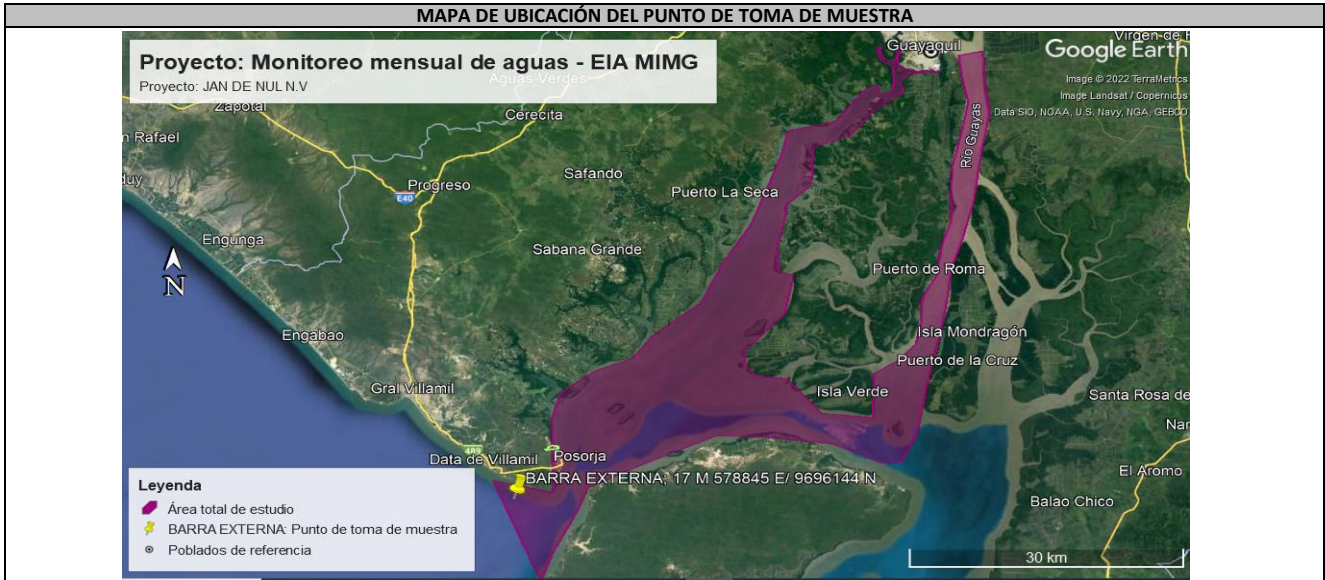 MAPA DE UBICACIÓN DEL PUNTO DE TOMA DE MUESTRA
Proyecto: Monitoreo mensual de aguas - EIA MIMG
Proyecto: JAN DE NUL N.V
Guayaquil
Virgen de
Google Earth
Image © 2022 TerraMetrics
Image Landsat / Copernicus
Data SIO, NOAA, U.S. Navy, NGA, GEBCO
Aguas Verdes
Zapotal
Cerecita
n Rafael
Río Guayas
Safando
duy
Progreso
E40
Puerto La Seca
Engunga
Sabana Grande
N
Puerto de Roma
Engabao
Isla Mondragón
Puerto de la Cruz
Gral Villamil
Isla Verde
Santa Rosa de
Nar
489
Data de Villamil
Posorja
El Aromo
BARRA EXTERNA; 17 M 578845 E/ 9696144 N
Balao Chico
Leyenda
Área total de estudio
BARRA EXTERNA: Punto de toma de muestra
Poblados de referencia
30 km